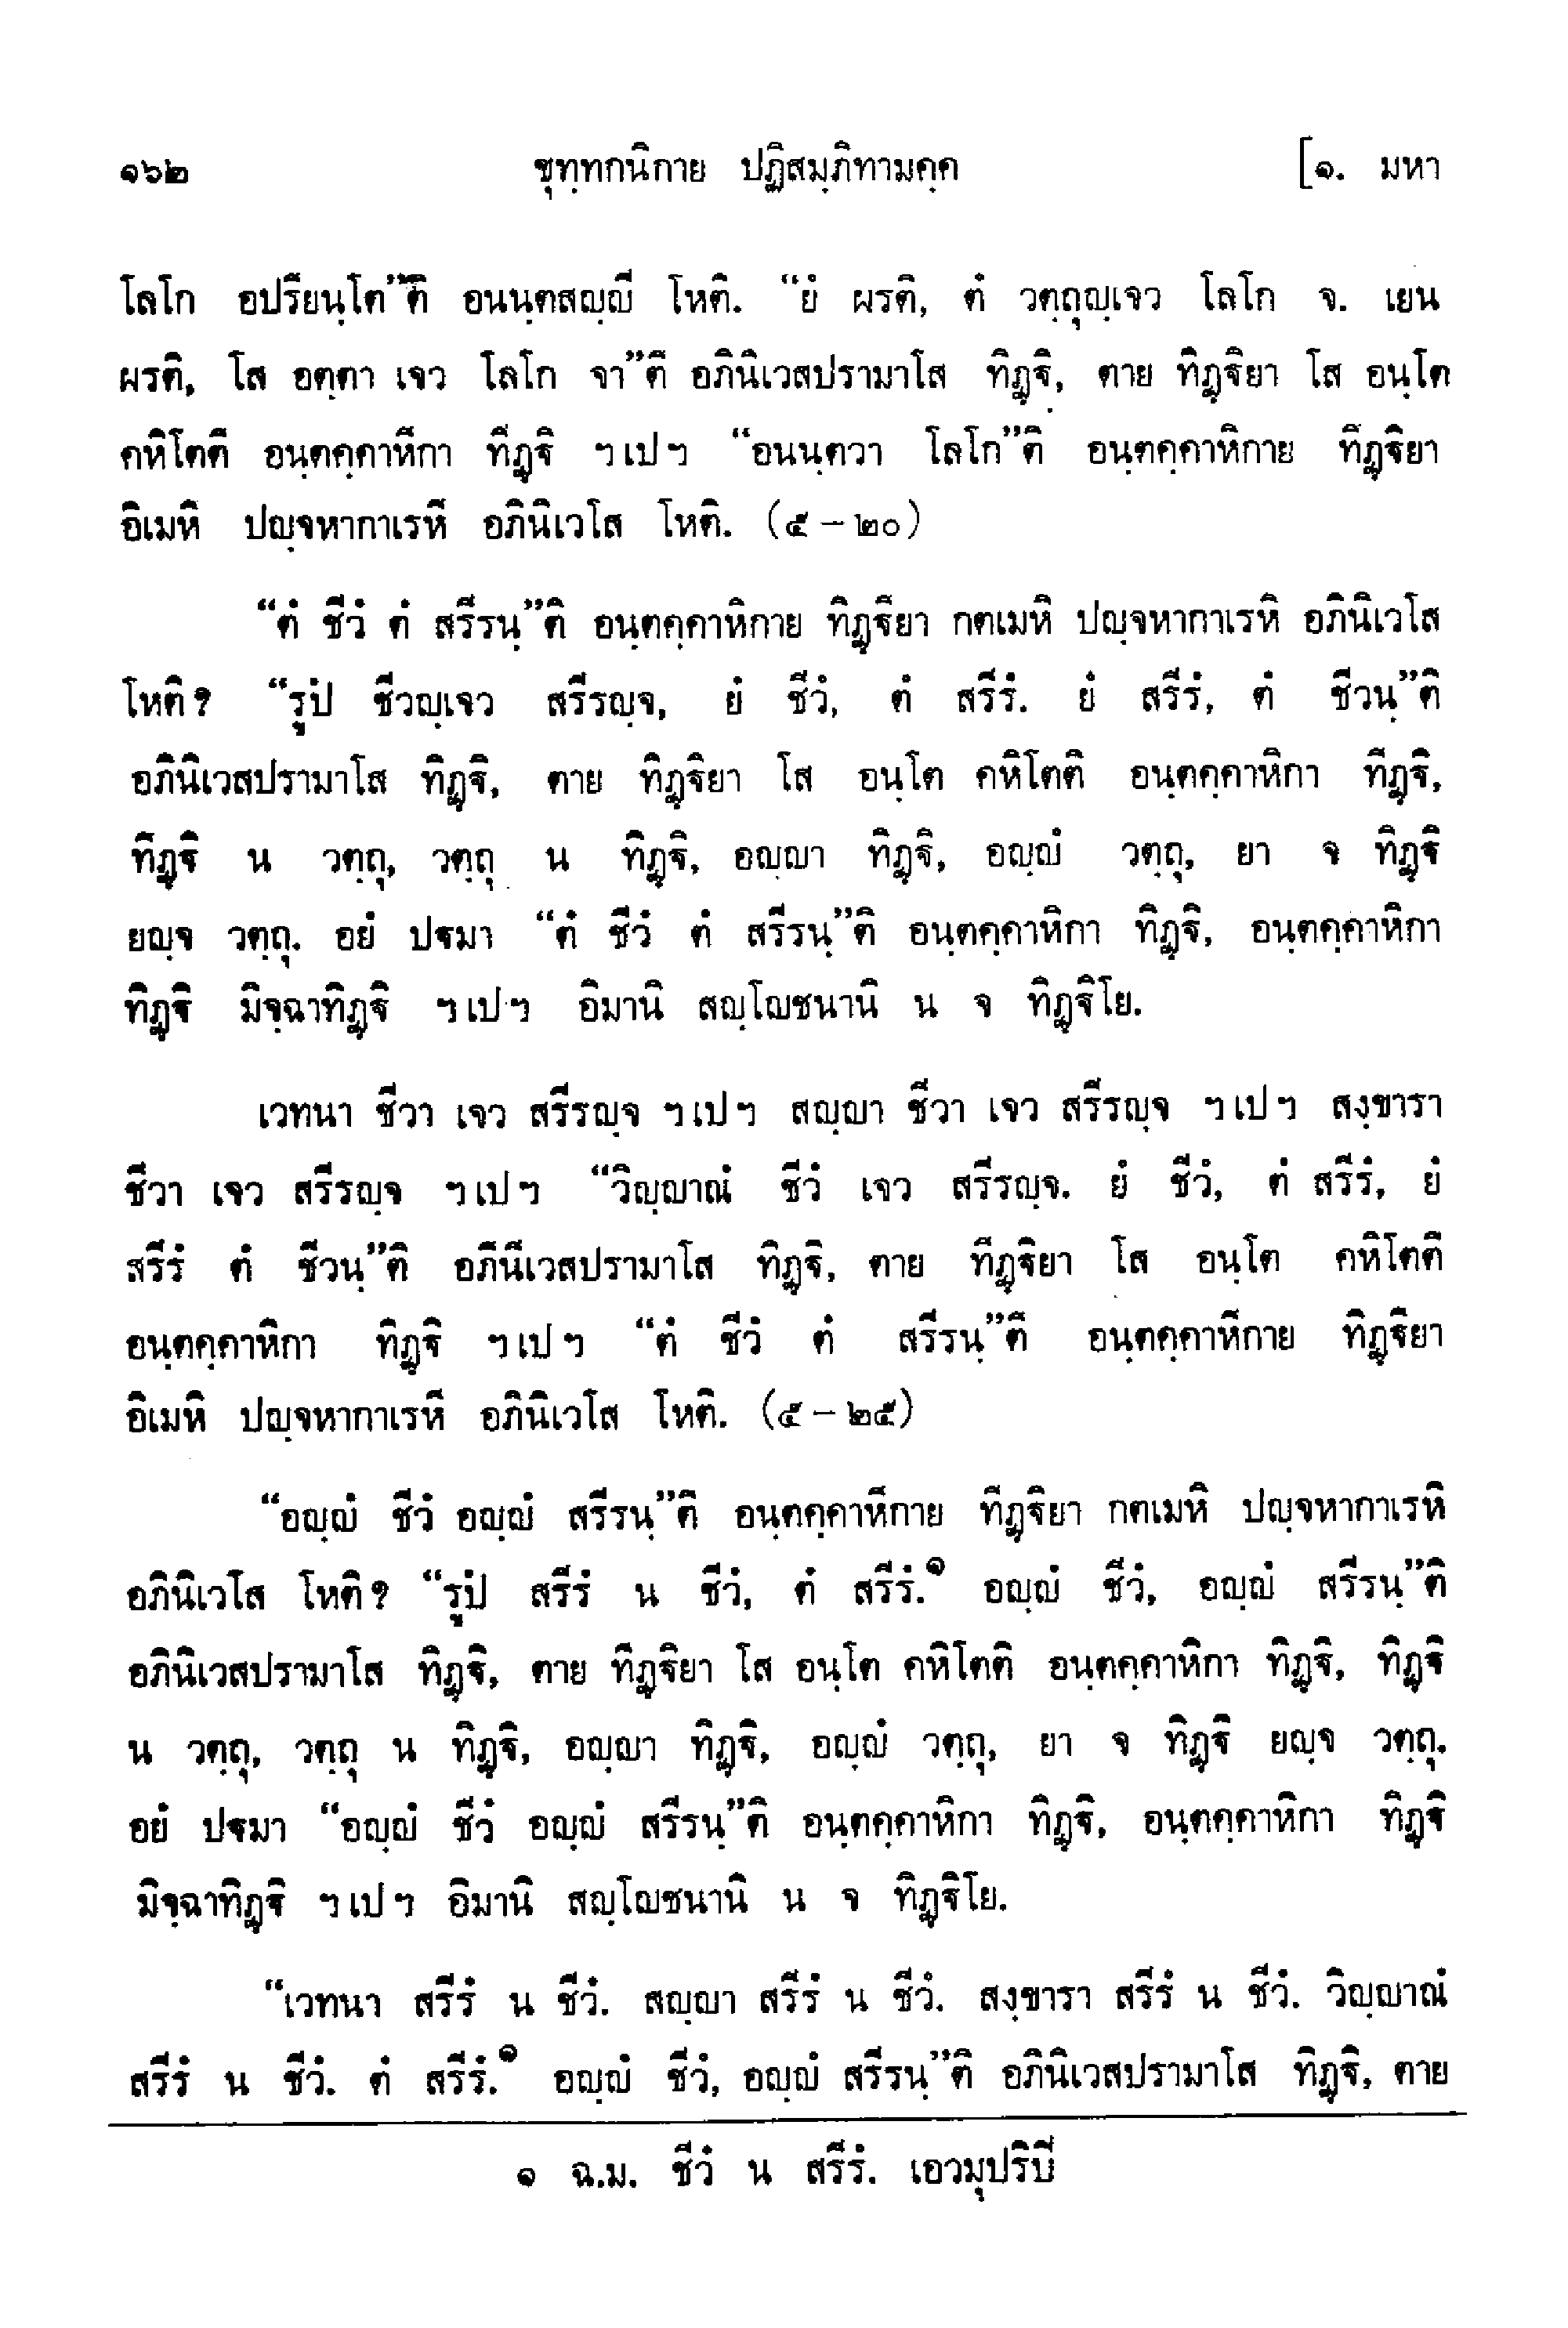 ๑๖๒ ขุทฺทกนิกาย ปฏิสมฺภิทามคฺค [๑. มหา
โลโก อปริยนฺโต”ติ อนนฺตสญฺญี โหติ. “ยํ ผรติ, ตํ วตฺถุญฺเจว โลโก จ. เยน
ผรติ, โส อตฺตา เจว โลโก จา”ติ อภินิเวสปรามาโส ทิฏฺฐิ, ตาย ทิฏฺฐิยา โส อนฺโต
คหิโตติ อนฺตคฺคาหิกา ทิฏฺฐิ ฯเปฯ “อนนฺตวา โลโก”ติ อนฺตคฺคาหิกาย ทิฏฺฐิยา
อิเมหิ ปญฺจหากาเรหิ อภินิเวโส โหติ. (๕ – ๒๐)
“ตํ ชีวํ ตํ สรีรนฺ”ติ อนฺตคฺคาหิกาย ทิฏฺฐิยา กตเมหิ ปญฺจหากาเรหิ อภินิเวโส
โหติ? “รูปํ ชีวญฺเจว สรีรญฺจ, ยํ ชีวํ, ตํ สรีรํ. ยํ สรีรํ, ตํ ชีวนฺ”ติ
อภินิเวสปรามาโส ทิฏฺฐิ, ตาย ทิฏฺฐิยา โส อนฺโต คหิโตติ อนฺตคฺคาหิกา ทิฏฺฐิ,
ทิฏฺฐิ น วตฺถุ, วตฺถุ น ทิฏฺฐิ, อญฺญา ทิฏฺฐิ, อญฺญํ วตฺถุ, ยา จ ทิฏฺฐิ
ยญฺจ วตฺถุ. อยํ ปฐมา “ตํ ชีวํ ตํ สรีรนฺ”ติ อนฺตคฺคาหิกา ทิฏฺฐิ, อนฺตคฺคาหิกา
ทิฏฺฐิ มิจฺฉาทิฏฺฐิ ฯเปฯ อิมานิ สญฺโญชนานิ น จ ทิฏฺฐิโย.
เวทนา ชีวา เจว สรีรญฺจ ฯเปฯ สญฺญา ชีวา เจว สรีรญฺจ ฯเปฯ สงฺขารา
ชีวา เจว สรีรญฺจ ฯเปฯ “วิญฺญาณํ ชีวํ เจว สรีรญฺจ. ยํ ชีวํ, ตํ สรีรํ, ยํ
สรีรํ ตํ ชีวนฺ”ติ อภินิเวสปรามาโส ทิฏฺฐิ, ตาย ทิฏฺฐิยา โส อนฺโต คหิโตติ
อนฺตคฺคาหิกา ทิฏฺฐิ ฯเปฯ “ตํ ชีวํ ตํ สรีรนฺ”ติ อนฺตคฺคาหิกาย ทิฏฺฐิยา
อิเมหิ ปญฺจหากาเรหิ อภินิเวโส โหติ. (๕ – ๒๕)
“อญฺญํ ชีวํ อญฺญํ สรีรนฺ”ติ อนฺตคฺคาหิกาย ทิฏฺฐิยา กตเมหิ ปญฺจหากาเรหิ
อภินิเวโส โหติ? “รูปํ สรีรํ น ชีวํ, ตํ สรีรํ.๑ อญฺญํ ชีวํ, อญฺญํ สรีรนฺ”ติ
อภินิเวสปรามาโส ทิฏฺฐิ, ตาย ทิฏฺฐิยา โส อนฺโต คหิโตติ อนฺตคฺคาหิกา ทิฏฺฐิ, ทิฏฺฐิ
น วตฺถุ, วตฺถุ น ทิฏฺฐิ, อญฺญา ทิฏฺฐิ, อญฺญํ วตฺถุ, ยา จ ทิฏฺฐิ ยญฺจ วตฺถุ.
อยํ ปฐมา “อญฺญํ ชีวํ อญฺญํ สรีรนฺ”ติ อนฺตคฺคาหิกา ทิฏฺฐิ, อนฺตคฺคาหิกา ทิฏฺฐิ
มิจฺฉาทิฏฺฐิ ฯเปฯ อิมานิ สญฺโญชนานิ น จ ทิฏฺฐิโย.
“เวทนา สรีรํ น ชีวํ. สญฺญา สรีรํ น ชีวํ. สงฺขารา สรีรํ น ชีวํ. วิญฺญาณํ
สรีรํ น ชีวํ. ตํ สรีรํ.๑ อญฺญํ ชีวํ, อญฺญํ สรีรนฺ”ติ อภินิเวสปรามาโส ทิฏฺฐิ, ตาย
๑ ฉ.ม. ชีวํ น สรีรํ. เอวมุปริปิ